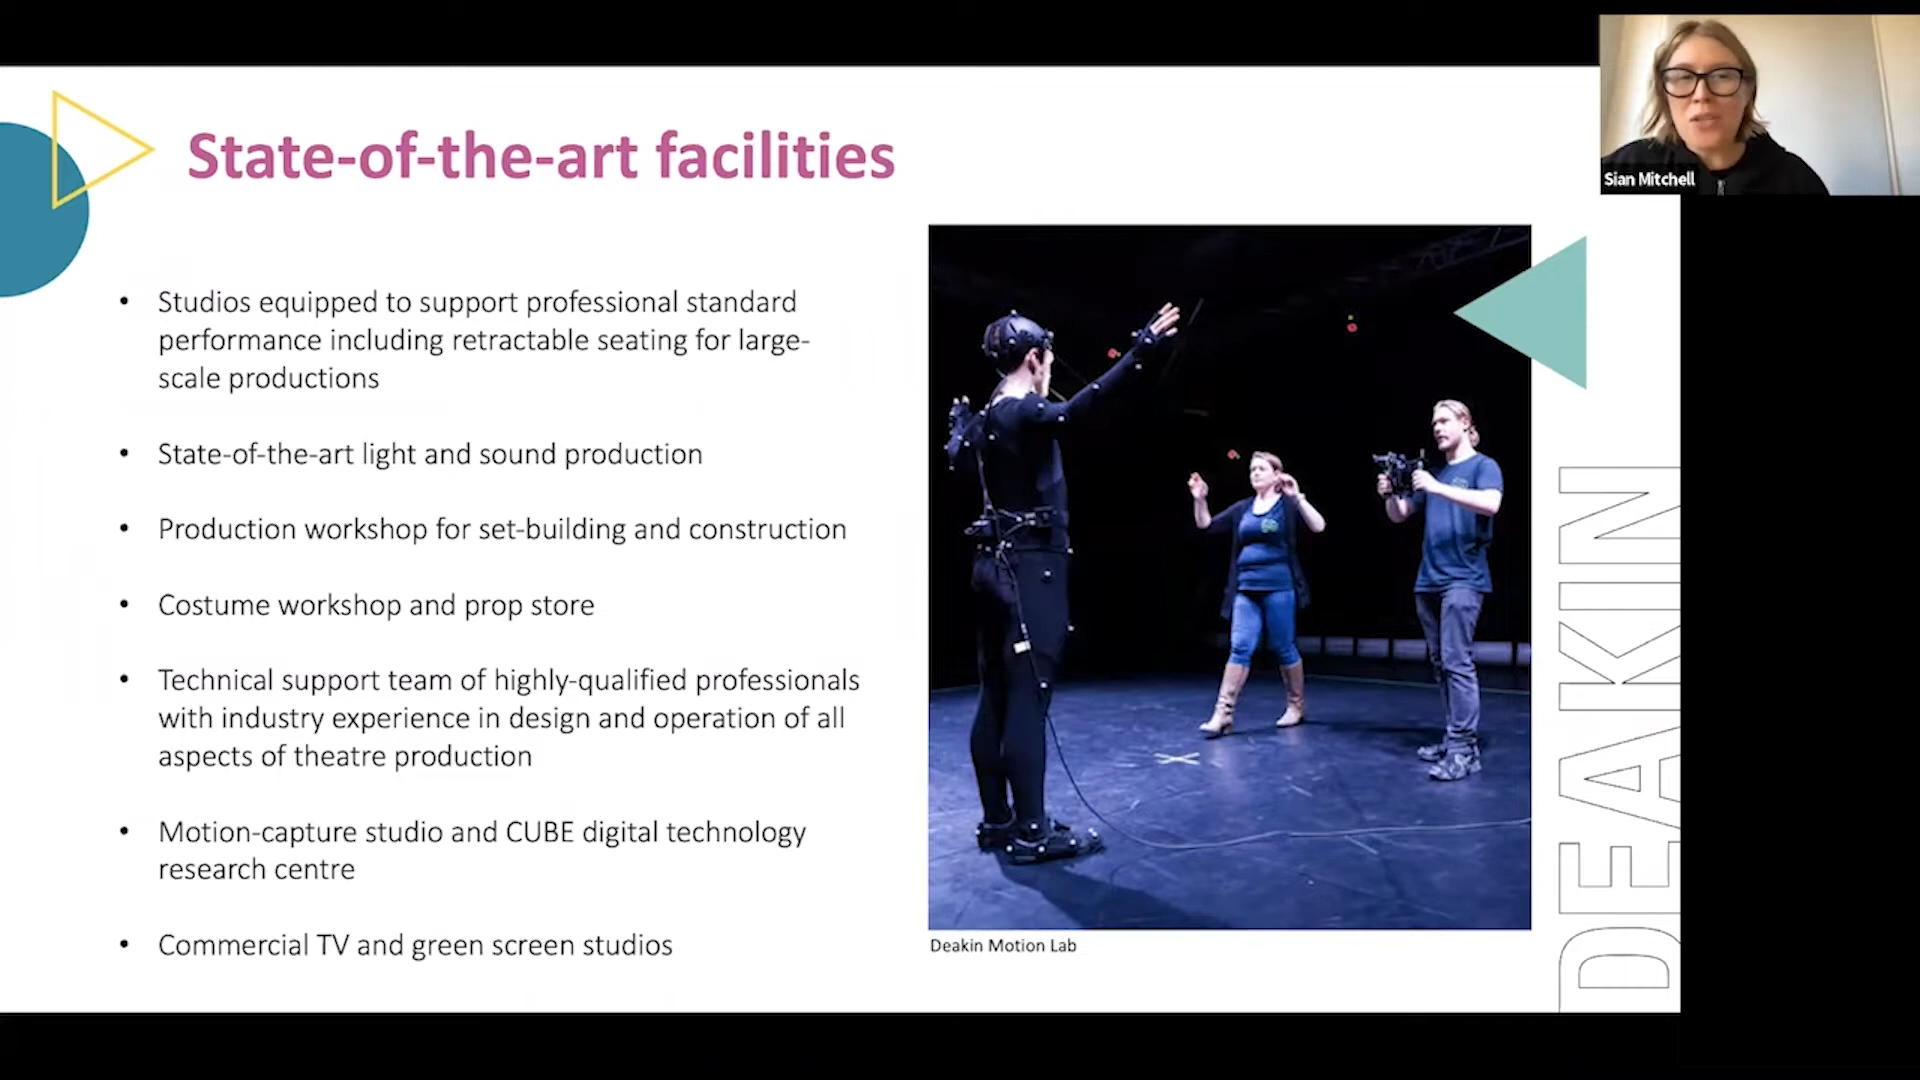 State-of-the-art facilities
Sian Mitchell
• Studios equipped to support professional standard
performance including retractable seating for large-
scale productions
• State-of-the-art light and sound production
• Production workshop for set-building and construction
• Costume workshop and prop store
• Technical support team of highly-qualified professionals
with industry experience in design and operation of all
aspects of theatre production
• Motion-capture studio and CUBE digital technology
research centre
• Commercial TV and green screen studios
Deakin Motion Lab
DEAKIN